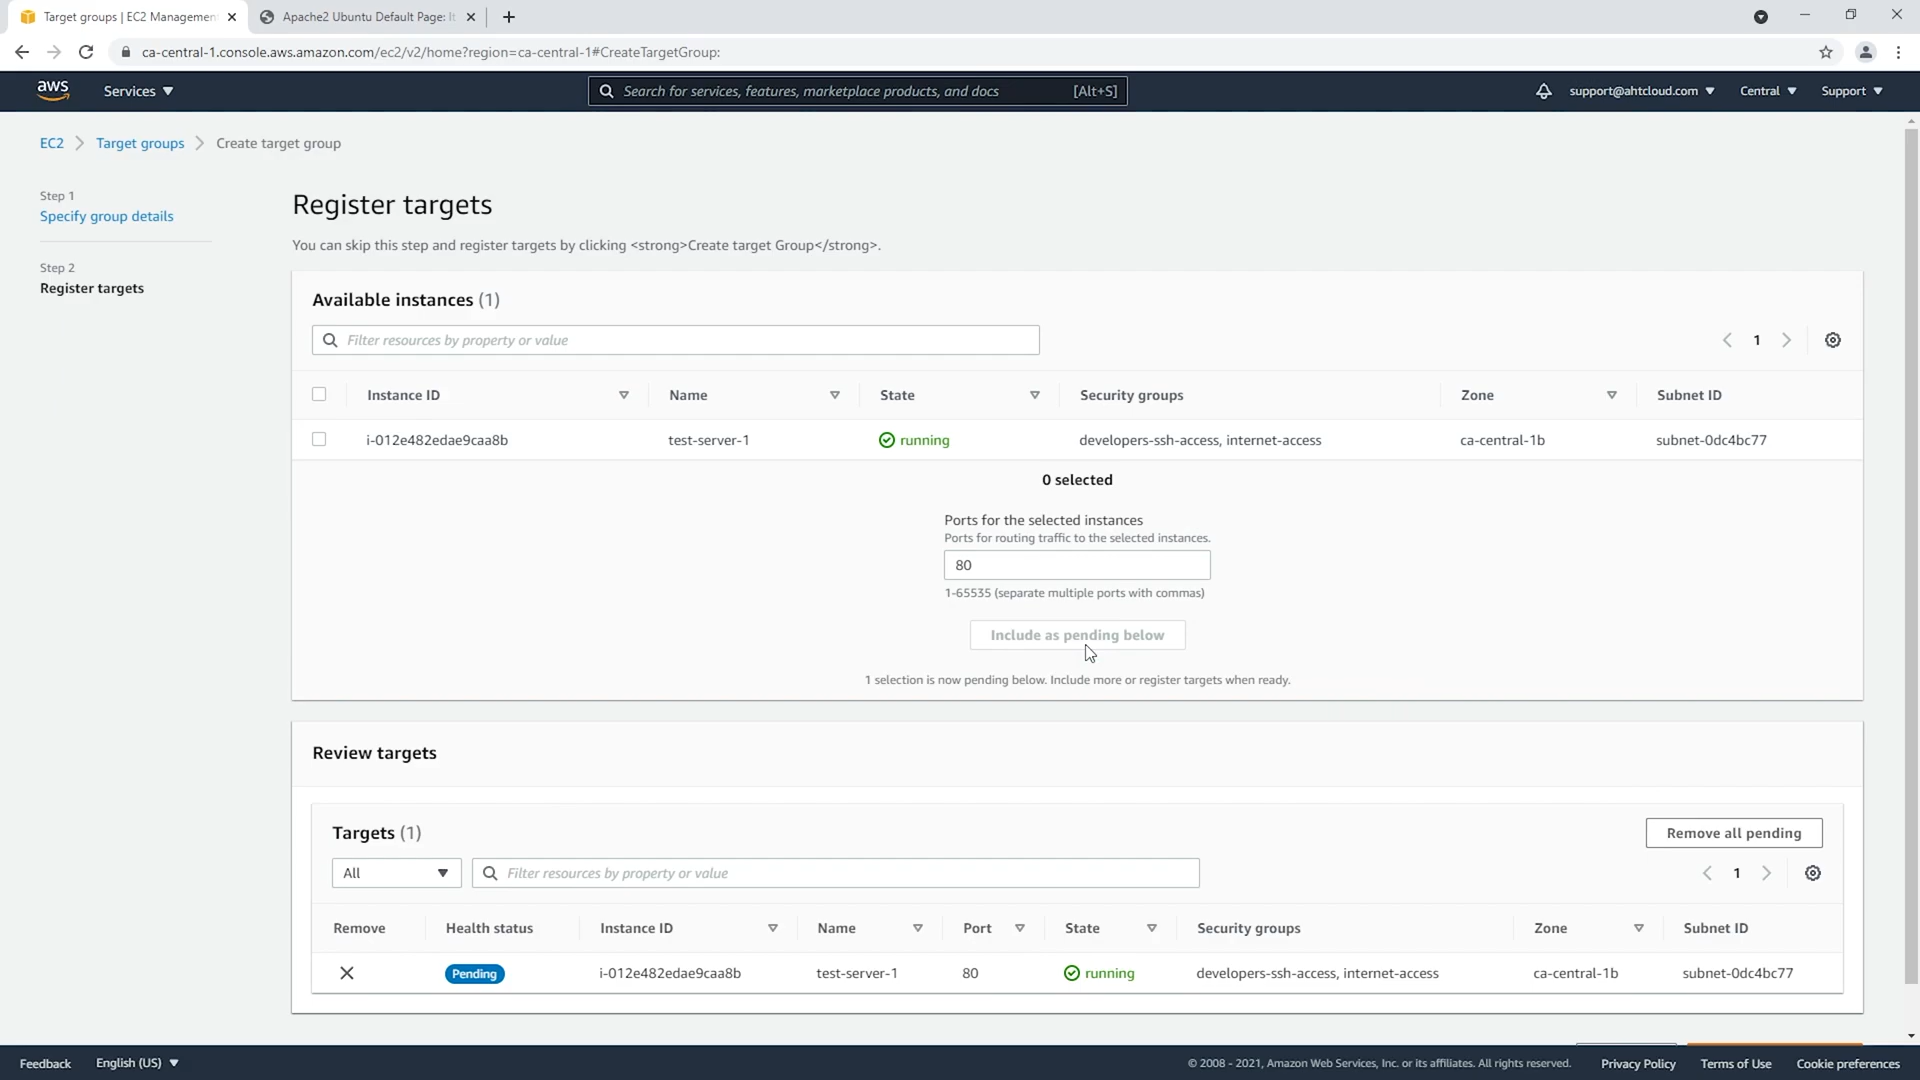 Target groups | EC2 Management
Apache2 Ubuntu Default Page: It
ca-central-1.console.aws.amazon.com/ec2/v2/home?region=ca-central-1#CreateTargetGroup:
aws
Services
Search for services, features, marketplace products, and docs
[Alt+S]
support@ahtcloud.com
Central
Support
EC2
Target groups
Create target group
Step 1
Specify group details
Step 2
Register targets
Register targets
You can skip this step and register targets by clicking <strong>Create target Group</strong>.
Available instances (1)
Filter resources by property or value
1
Instance ID Name State Security groups Zone Subnet ID
i-012e482edae9caa8b test-server-1 running developers-ssh-access, internet-access ca-central-1b subnet-0dc4bc77
0 selected
Ports for the selected instances
Ports for routing traffic to the selected instances.
80
1-65535 (separate multiple ports with commas)
Include as pending below
1 selection is now pending below. Include more or register targets when ready.
Review targets
Targets (1)
Remove all pending
All
Filter resources by property or value
1
Remove Health status Instance ID Name Port State Security groups Zone Subnet ID
Pending i-012e482edae9caa8b test-server-1 80 running developers-ssh-access, internet-access ca-central-1b subnet-0dc4bc77
Feedback
English (US)
© 2008 - 2021, Amazon Web Services, Inc. or its affiliates. All rights reserved.
Privacy Policy
Terms of Use
Cookie preferences